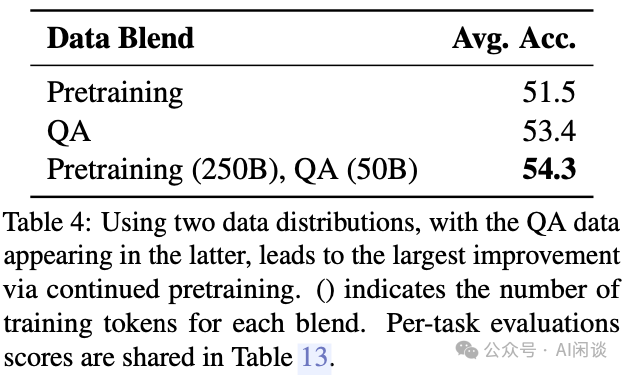 Data Blend Avg. Acc.
Pretraining 51.5
QA 53.4
Pretraining (250B), QA (50B) 54.3
Table 4: Using two data distributions, with the QA data
appearing in the latter, leads to the largest improvement
via continued pretraining. () indicates the number of
training tokens for each blend. Per-task evaluations
scores are shared in Table 13.
公众号 · AI闲谈